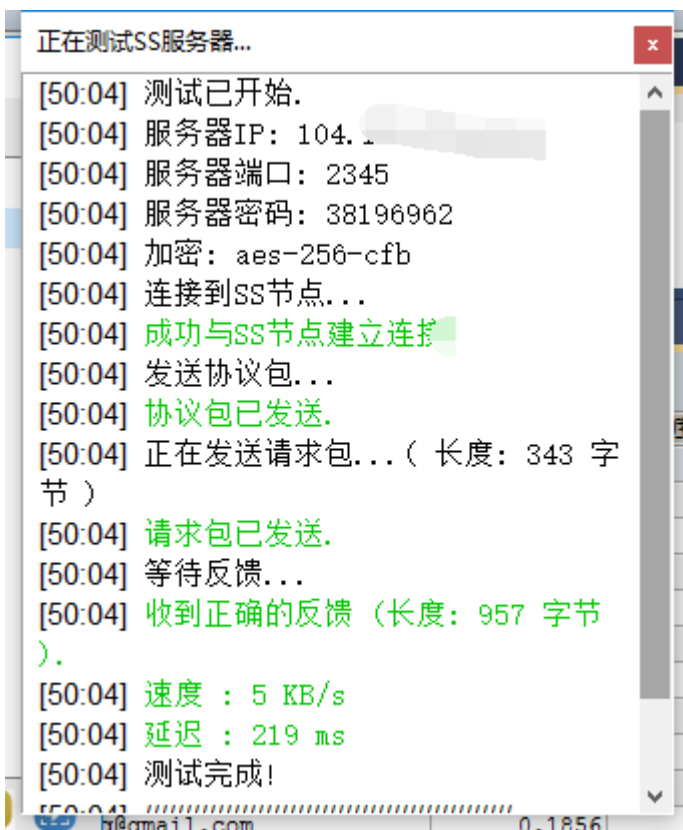 正在测试SS服务器...
x
[50:04] 测试已开始.
[50:04] 服务器IP: 104.
[50:04] 服务器端口: 2345
[50:04] 服务器密码: 38196962
[50:04] 加密: aes-256-cfb
[50:04] 连接到SS节点...
[50:04] 成功与SS节点建立连接
[50:04] 发送协议包...
[50:04] 协议包已发送.
[50:04] 正在发送请求包...( 长度: 343 字
节 )
[50:04] 请求包已发送.
[50:04] 等待反馈...
[50:04] 收到正确的反馈 (长度: 957 字节
).
[50:04] 速度 : 5 KB/s
[50:04] 延迟 : 219 ms
[50:04] 测试完成!
@gmail.com 0.1856